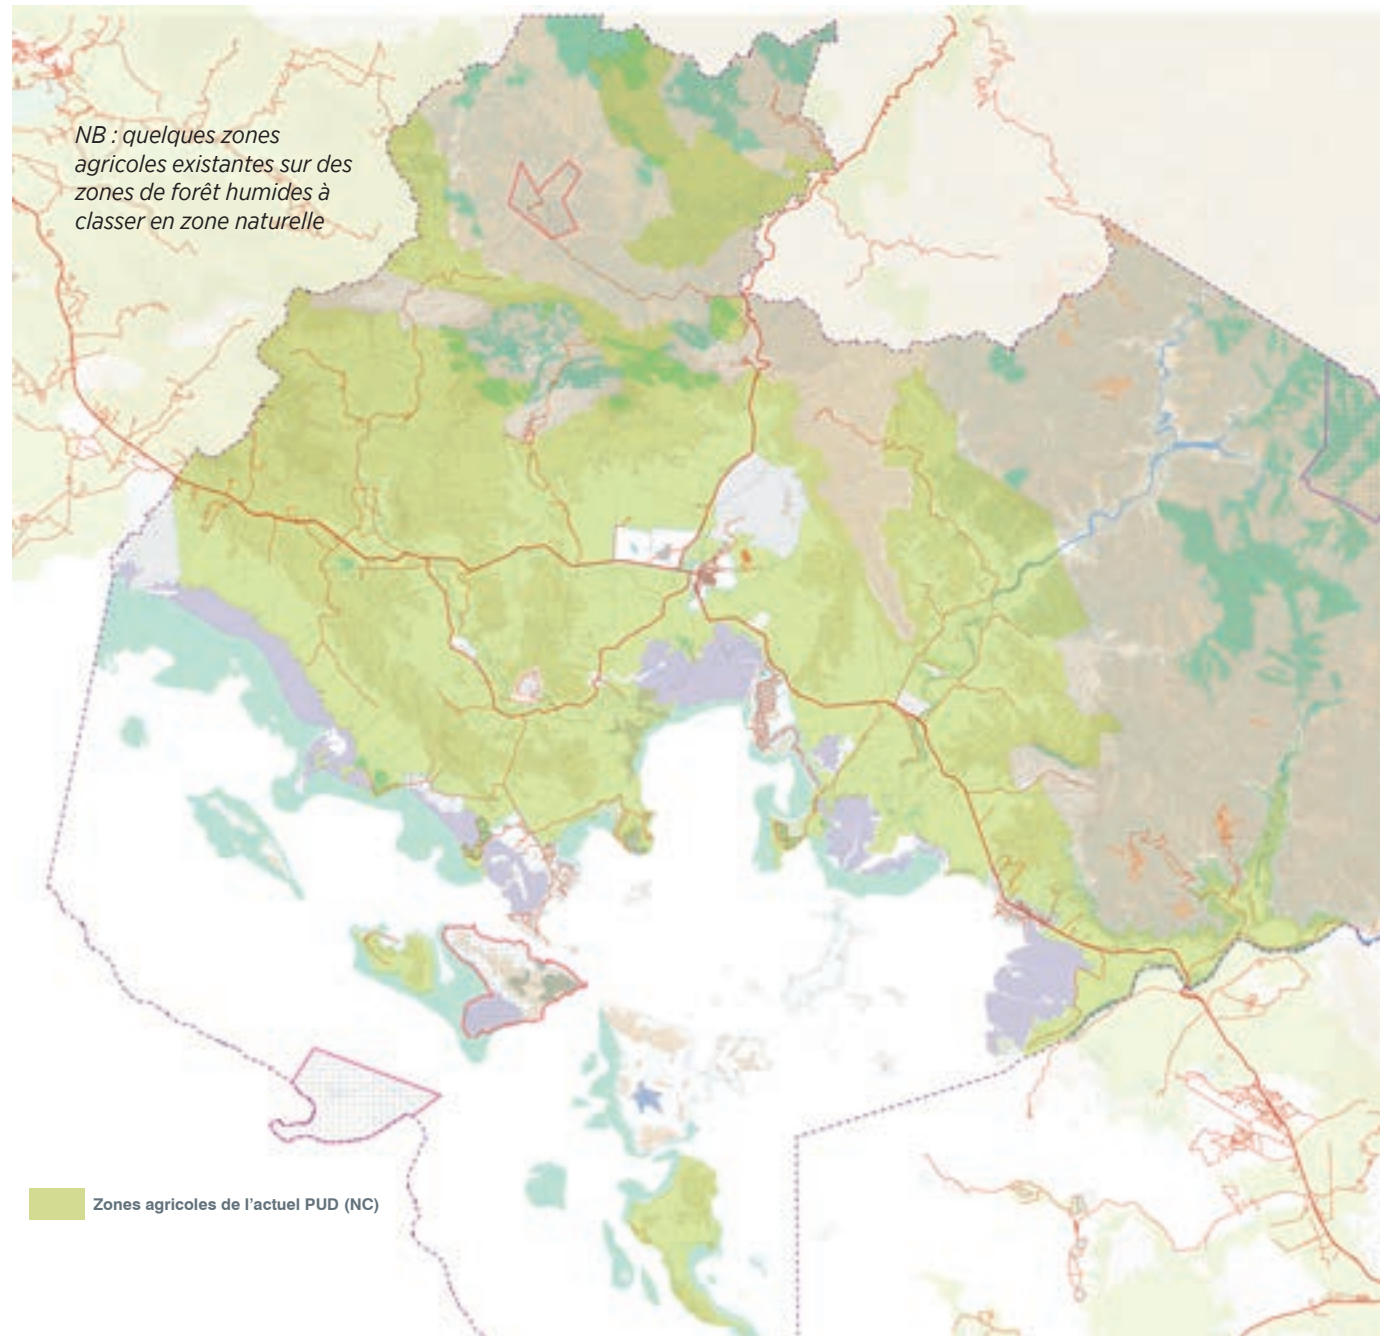 NB : quelques zones
agricoles existantes sur des
zones de forêt humides à
classer en zone naturelle
Zones agricoles de l'actuel PUD (NC)